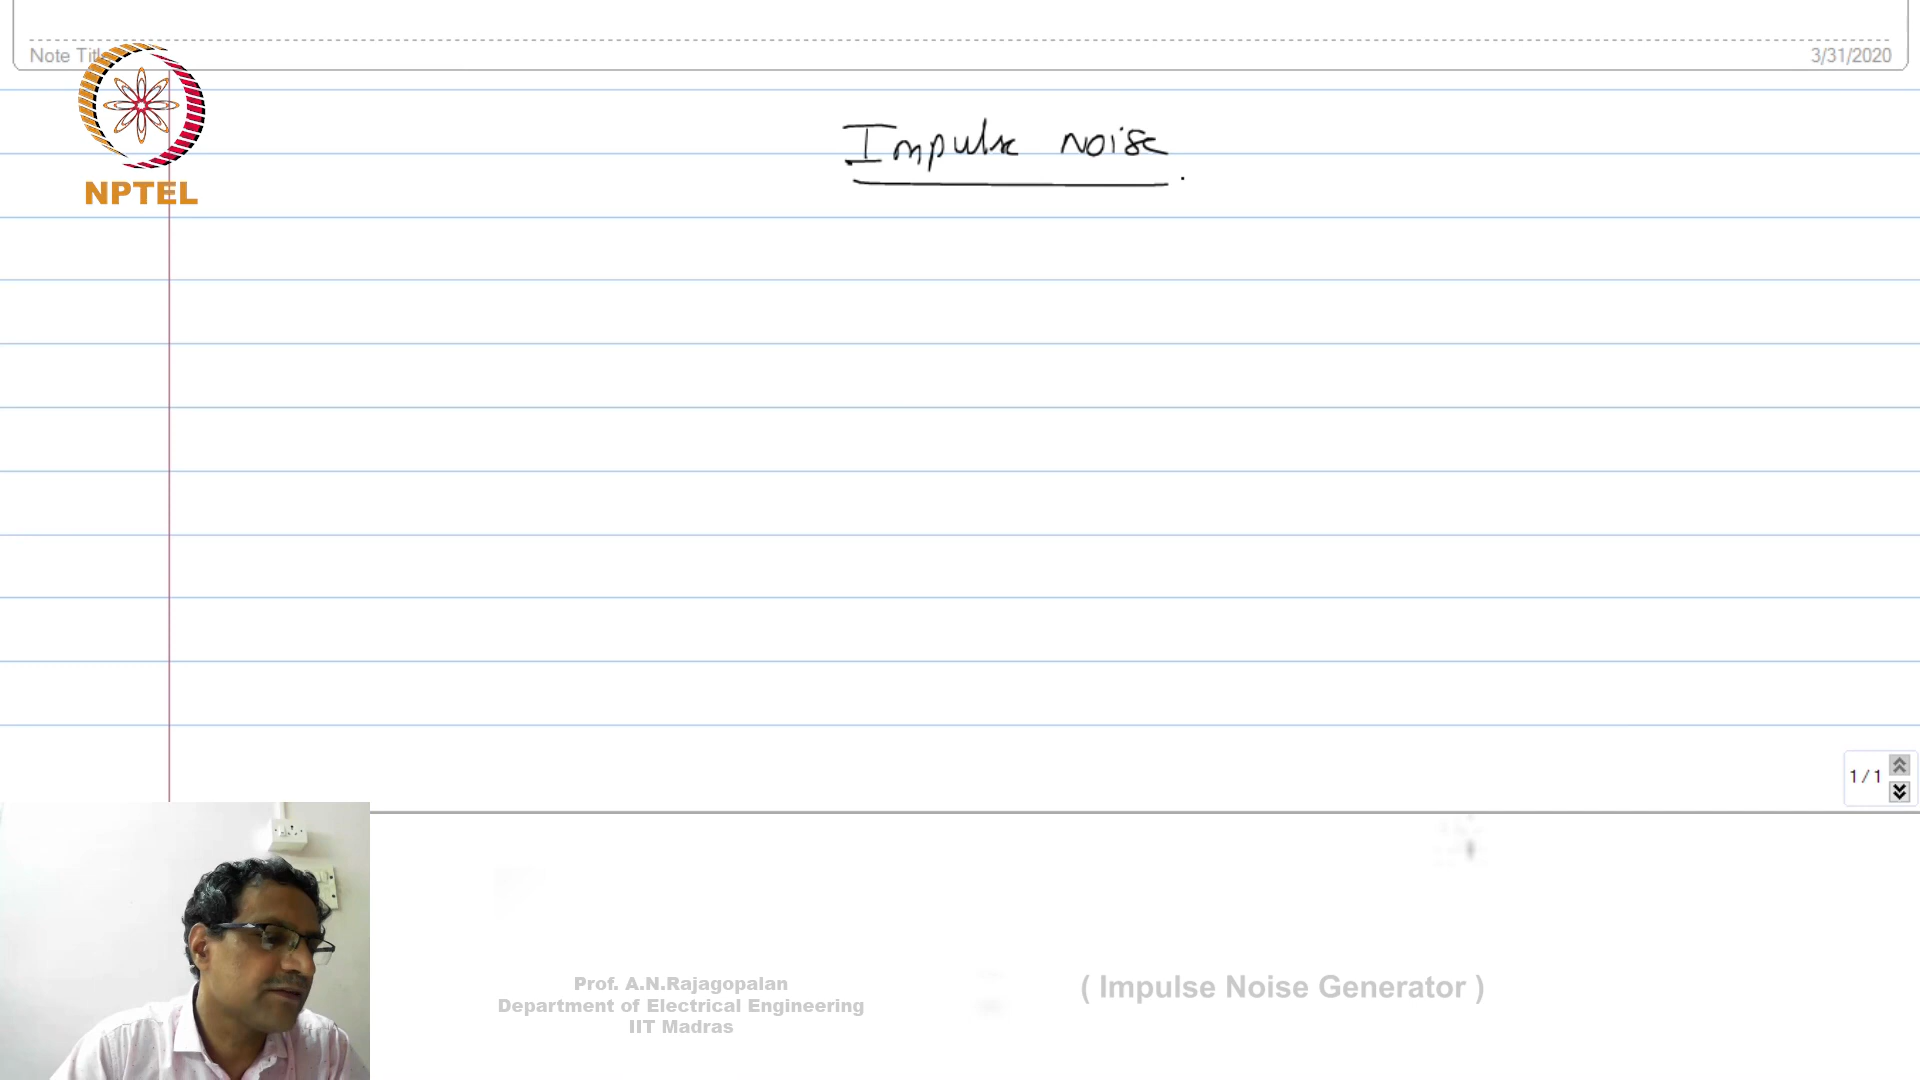 Note Title
3/31/2020
Impulse noise
NPTEL
1 / 1
Prof. A.N.Rajagopalan
Department of Electrical Engineering
IIT Madras
( Impulse Noise Generator )